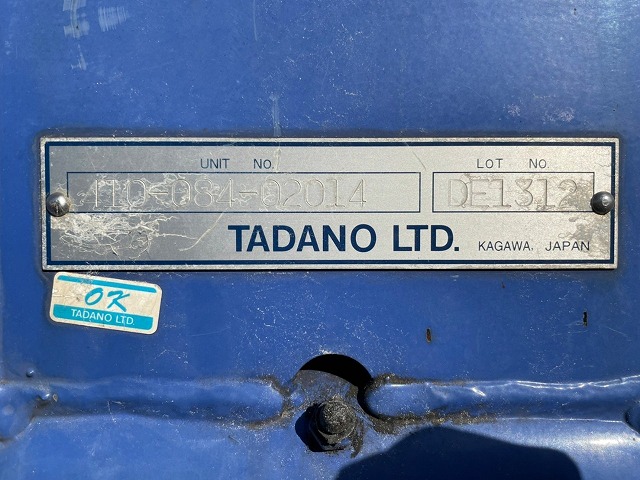 UNIT NO. LOT NO.
110-084-02014 DE1312
TADANO LTD. KAGAWA, JAPAN
OK
TADANO LTD